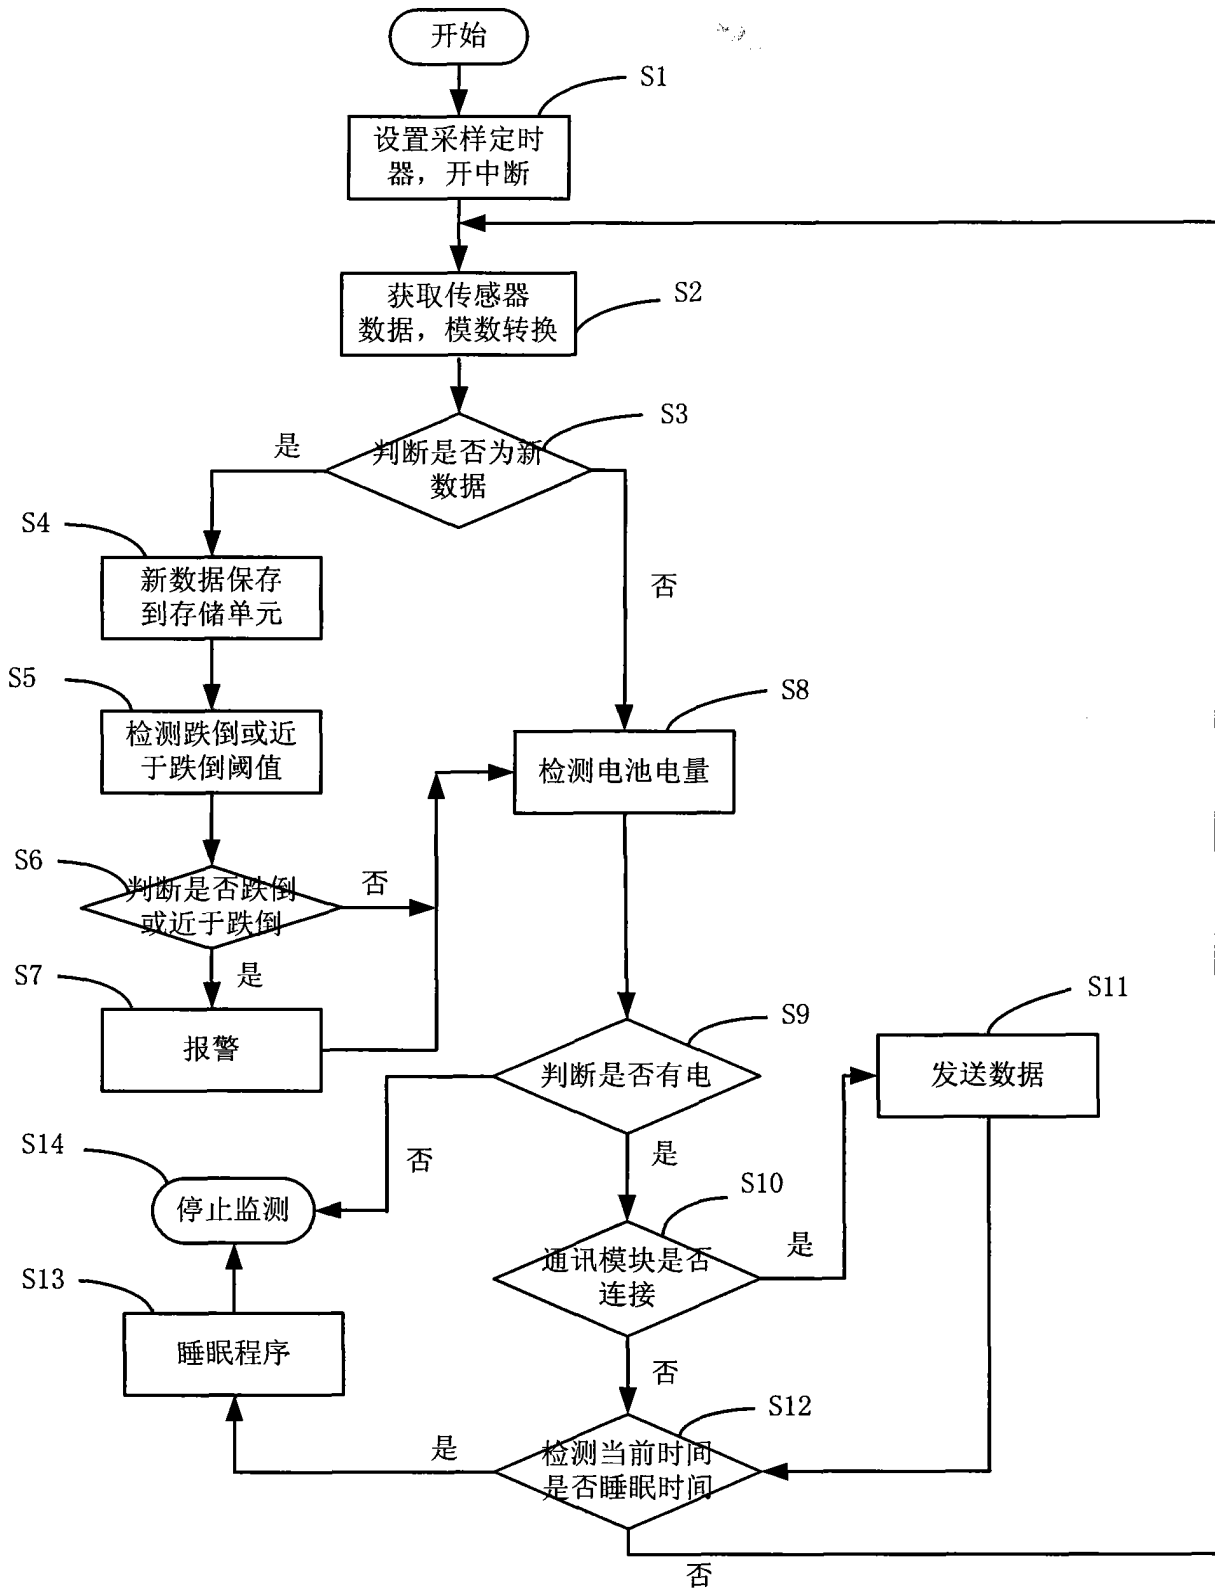 开始
S1
设置采样定时
器，开中断
S2
获取传感器
数据，模数转换
S3
判断是否为新
数据
是
否
S4
新数据保存
到存储单元
S5
检测跌倒或近
于跌倒阈值
S8
检测电池电量
S6
判断是否跌倒
或近于跌倒
否
是
S7
报警
S9
判断是否有电
S11
发送数据
否
是
S14
停止监测
S10
通讯模块是否
连接
是
否
S13
睡眠程序
S12
检测当前时间
是否睡眠时间
是
否